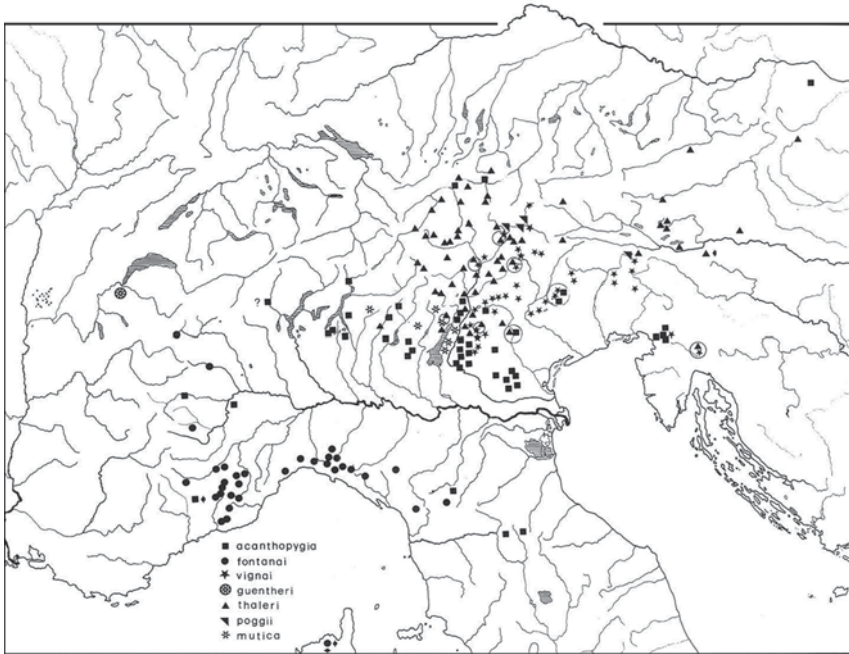 ?
acanthopygia
fontanai
vignai
guentheri
thaleri
poggii
mutica